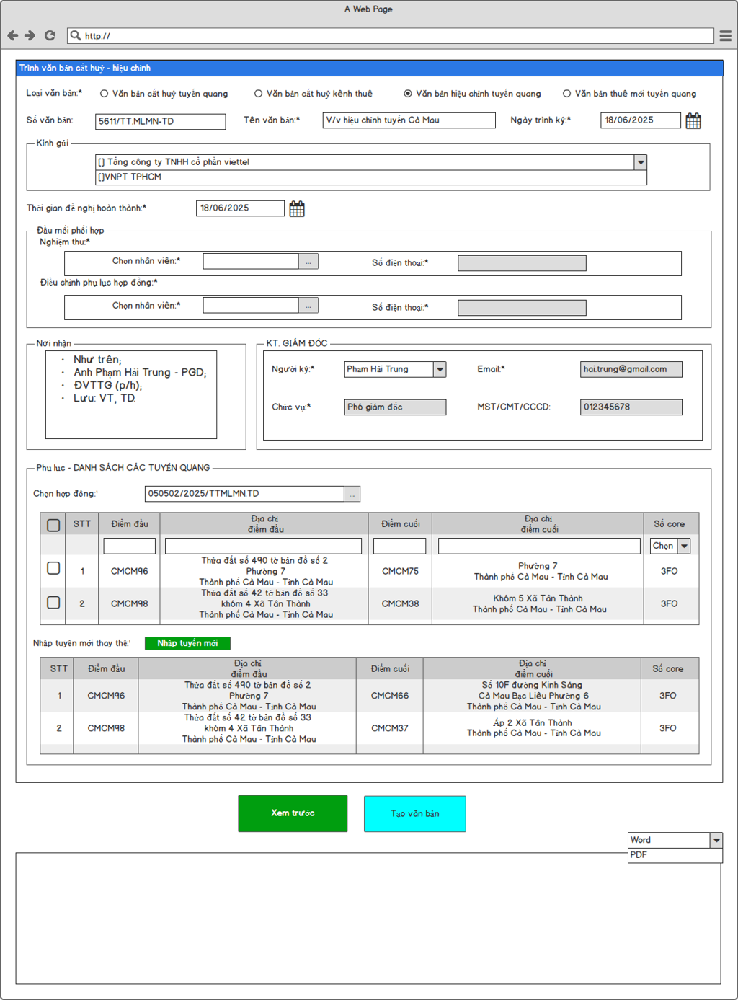 A Web Page
http://
Trình văn bản cắt huỷ - hiệu chỉnh
Loại văn bản:* Văn bản cắt huỷ tuyến quang Văn bản cắt huỷ kênh thuê Văn bản hiệu chỉnh tuyến quang Văn bản thuê mới tuyến quang
Số văn bản: 5611/TT.MLMN-TD Tên văn bản:* V/v hiệu chỉnh tuyến Cà Mau Ngày trình ký:* 18/06/2025
Kính gửi
[] Tổng công ty TNHH cổ phần viettel
[]VNPT TPHCM
Thời gian đề nghị hoàn thành:* 18/06/2025
Đầu mối phối hợp
Nghiệm thu:*
Chọn nhân viên:* ... Số điện thoại:*
Điều chỉnh phụ lục hợp đồng:*
Chọn nhân viên:* ... Số điện thoại:*
Nơi nhận
· Như trên;
· Anh Phạm Hải Trung - PGD;
· ĐVTTG (p/h);
· Lưu: VT, TD.
KT. GIÁM ĐỐC
Người ký:* Phạm Hải Trung Email:* hai.trung@gmail.com
Chức vụ:* Phó giám đốc MST/CMT/CCCD: 012345678
Phụ lục - DANH SÁCH CÁC TUYẾN QUANG
Chọn hợp đồng:* 050502/2025/TTMLMN.TD ...
STT Điểm đầu Địa chỉ điểm đầu Điểm cuối Địa chỉ điểm cuối Số core
Chọn
1 CMCM96 Thửa đất số 490 tờ bản đồ số 2 Phường 7 Thành phố Cà Mau - Tỉnh Cà Mau CMCM75 Phường 7 Thành phố Cà Mau - Tỉnh Cà Mau 3FO
2 CMCM98 Thửa đất số 42 tờ bản đồ số 33 khóm 4 Xã Tân Thành Thành phố Cà Mau - Tỉnh Cà Mau CMCM38 Khóm 5 Xã Tân Thành Thành phố Cà Mau - Tỉnh Cà Mau 3FO
Nhập tuyến mới thay thế:* Nhập tuyến mới
STT Điểm đầu Địa chỉ điểm đầu Điểm cuối Địa chỉ điểm cuối Số core
1 CMCM96 Thửa đất số 490 tờ bản đồ số 2 Phường 7 Thành phố Cà Mau - Tỉnh Cà Mau CMCM66 Số 10F đường Kinh Sáng Cà Mau Bạc Liêu Phường 6 Thành phố Cà Mau - Tỉnh Cà Mau 3FO
2 CMCM98 Thửa đất số 42 tờ bản đồ số 33 khóm 4 Xã Tân Thành Thành phố Cà Mau - Tỉnh Cà Mau CMCM37 Ấp 2 Xã Tân Thành Thành phố Cà Mau - Tỉnh Cà Mau 3FO
Xem trước Tạo văn bản
Word
PDF